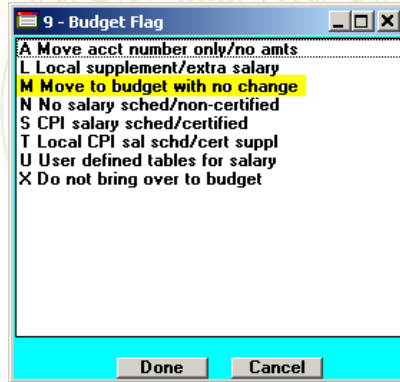 9 - Budget Flag
A Move acct number only/no amts
L Local supplement/extra salary
M Move to budget with no change
N No salary sched/non-certified
S CPI salary sched/certified
T Local CPI sal schd/cert suppl
U User defined tables for salary
X Do not bring over to budget
Done Cancel